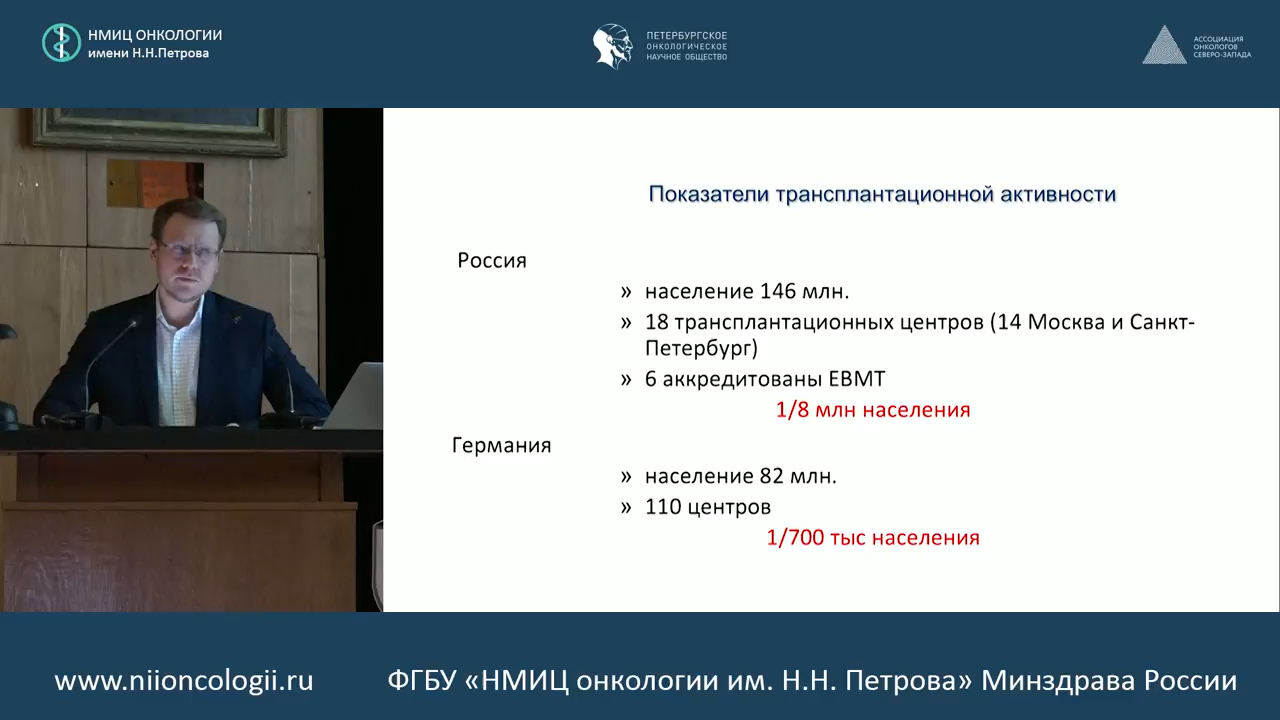 НМИЦ ОНКОЛОГИИ
имени Н.Н.Петрова
ПЕТЕРБУРГСКОЕ
ОНКОЛОГИЧЕСКОЕ
НАУЧНОЕ ОБЩЕСТВО
АССОЦИАЦИЯ
ОНКОЛОГОВ
СЕВЕРО-ЗАПАДА
Показатели трансплантационной активности
Россия
» население 146 млн.
» 18 трансплантационных центров (14 Москва и Санкт-
Петербург)
» 6 аккредитованы ЕВМТ
1/8 млн населения
Германия
» население 82 млн.
» 110 центров
1/700 тыс населения
www.niioncologii.ru
ФГБУ «НМИЦ онкологии им. Н.Н. Петрова» Минздрава России